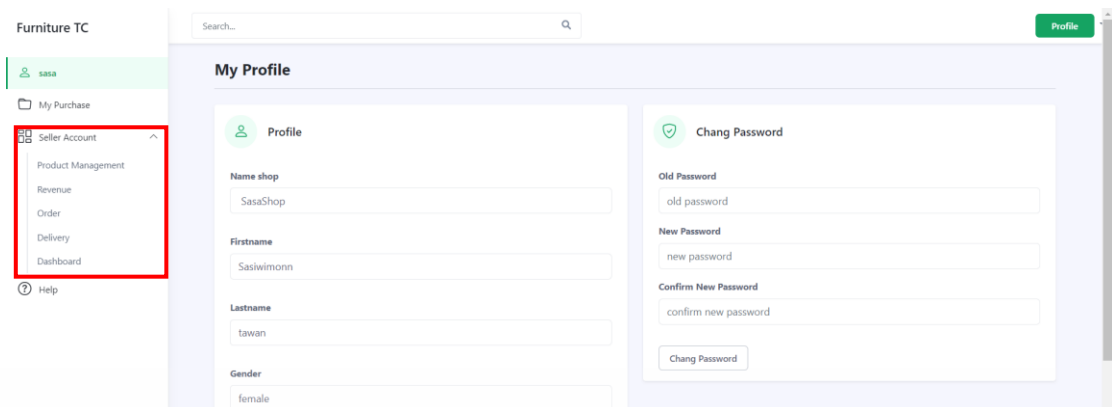 Furniture TC
Search...
Profile
sasa
My Purchase
Seller Account
Product Management
Revenue
Order
Delivery
Dashboard
Help
My Profile
Profile
Name shop
SasaShop
Firstname
Sasiwimonn
Lastname
tawan
Gender
female
Chang Password
Old Password
old password
New Password
new password
Confirm New Password
confirm new password
Chang Password